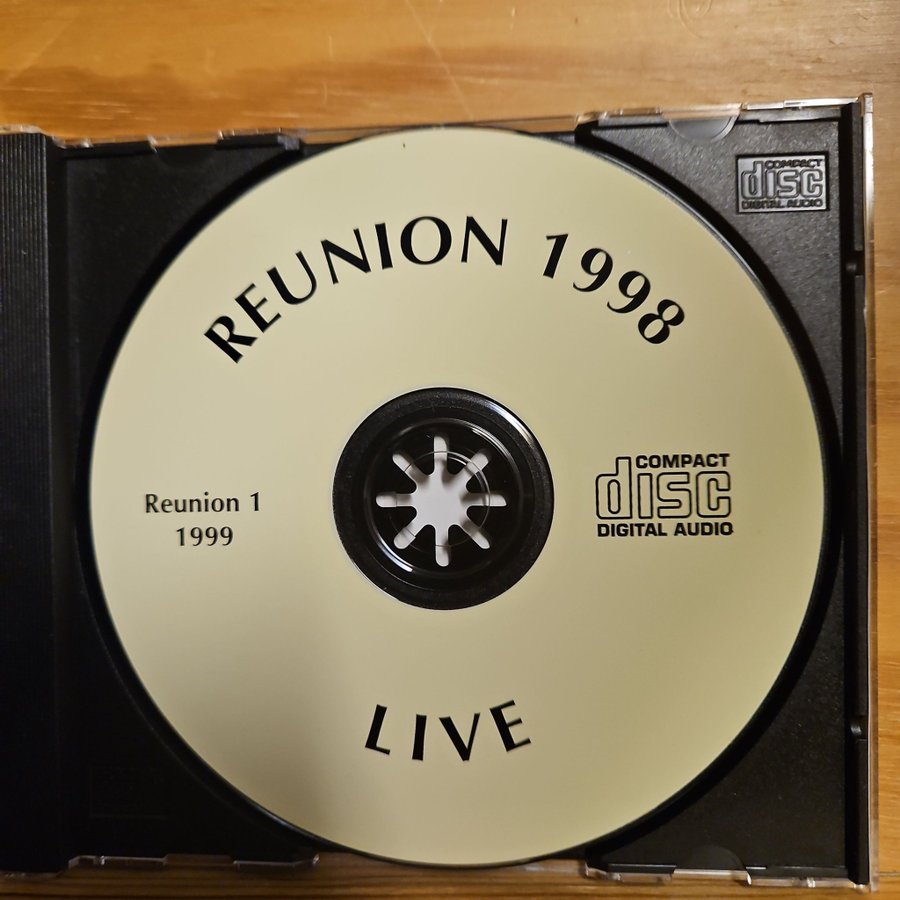 COMPACT
disc
DIGITAL AUDIO
REUNION 1998
COMPACT
disc
DIGITAL AUDIO
Reunion 1
1999
LIVE